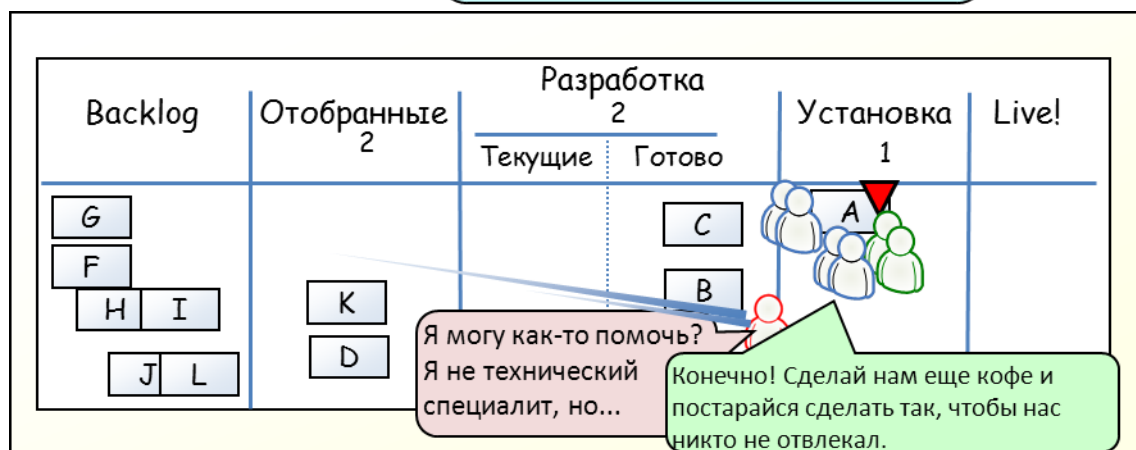 Разработка
Backlog Отобранные 2 Установка Live!
2 Текущие Готово 1
G C A
F
H I K B
J L D
Я могу как-то помочь?
Я не технический
специалит, но...
Конечно! Сделай нам еще кофе и
постарайся сделать так, чтобы нас
никто не отвлекал.